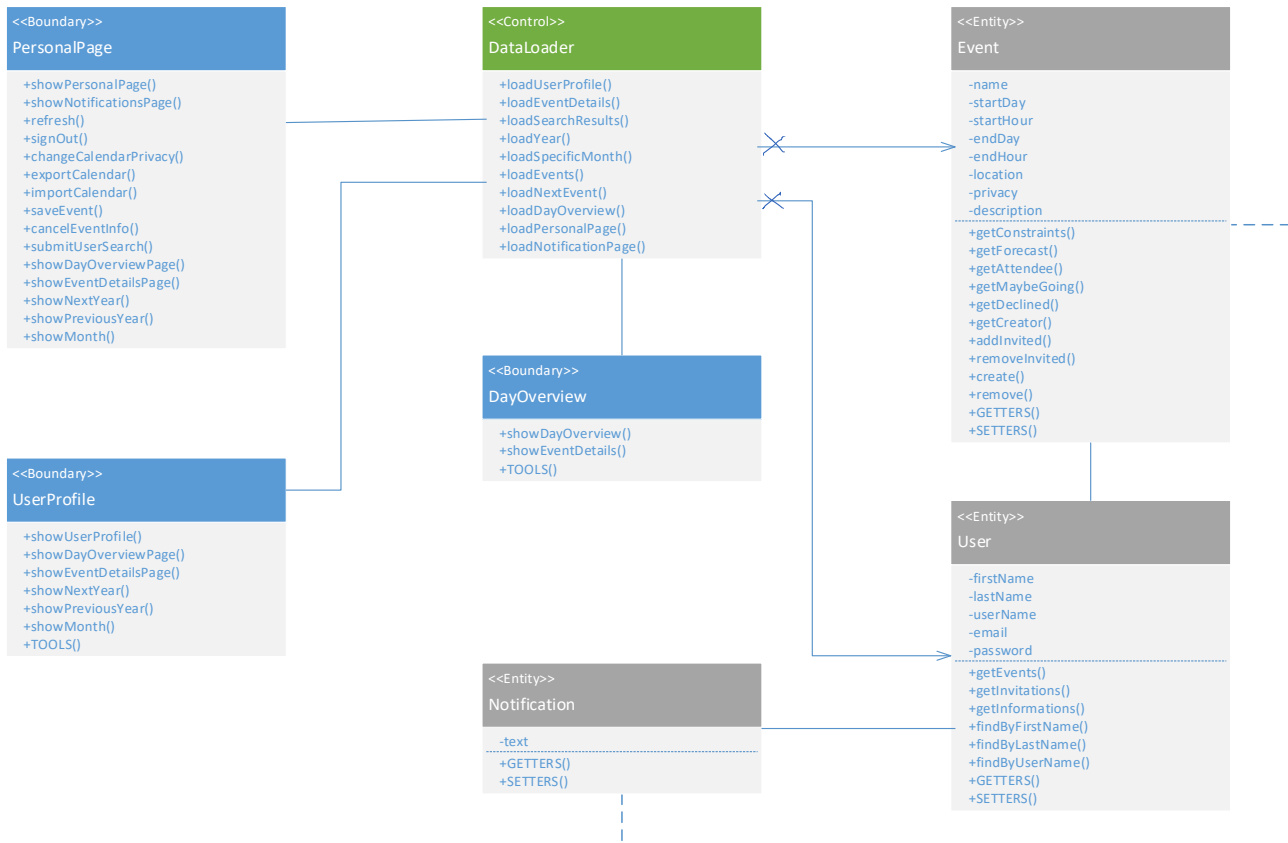 <<Boundary>>
PersonalPage
+showPersonalPage()
+showNotificationsPage()
+refresh()
+signOut()
+changeCalendarPrivacy()
+exportCalendar()
+importCalendar()
+saveEvent()
+cancelEventInfo()
+submitUserSearch()
+showDayOverviewPage()
+showEventDetailsPage()
+showNextYear()
+showPreviousYear()
+showMonth()
<<Control>>
DataLoader
+loadUserProfile()
+loadEventDetails()
+loadSearchResults()
+loadYear()
+loadSpecificMonth()
+loadEvents()
+loadNextEvent()
+loadDayOverview()
+loadPersonalPage()
+loadNotificationPage()
<<Entity>>
Event
-name
-startDay
-startHour
-endDay
-endHour
-location
-privacy
-description
+getConstraints()
+getForecast()
+getAttendee()
+getMaybeGoing()
+getDeclined()
+getCreator()
+addInvited()
+removeInvited()
+create()
+remove()
+GETTERS()
+SETTERS()
<<Boundary>>
DayOverview
+showDayOverview()
+showEventDetails()
+TOOLS()
<<Boundary>>
UserProfile
+showUserProfile()
+showDayOverviewPage()
+showEventDetailsPage()
+showNextYear()
+showPreviousYear()
+showMonth()
+TOOLS()
<<Entity>>
User
-firstName
-lastName
-userName
-email
-password
+getEvents()
+getInvitations()
+getInformations()
+findByFirstName()
+findByLastName()
+findByUserName()
+GETTERS()
+SETTERS()
<<Entity>>
Notification
-text
+GETTERS()
+SETTERS()